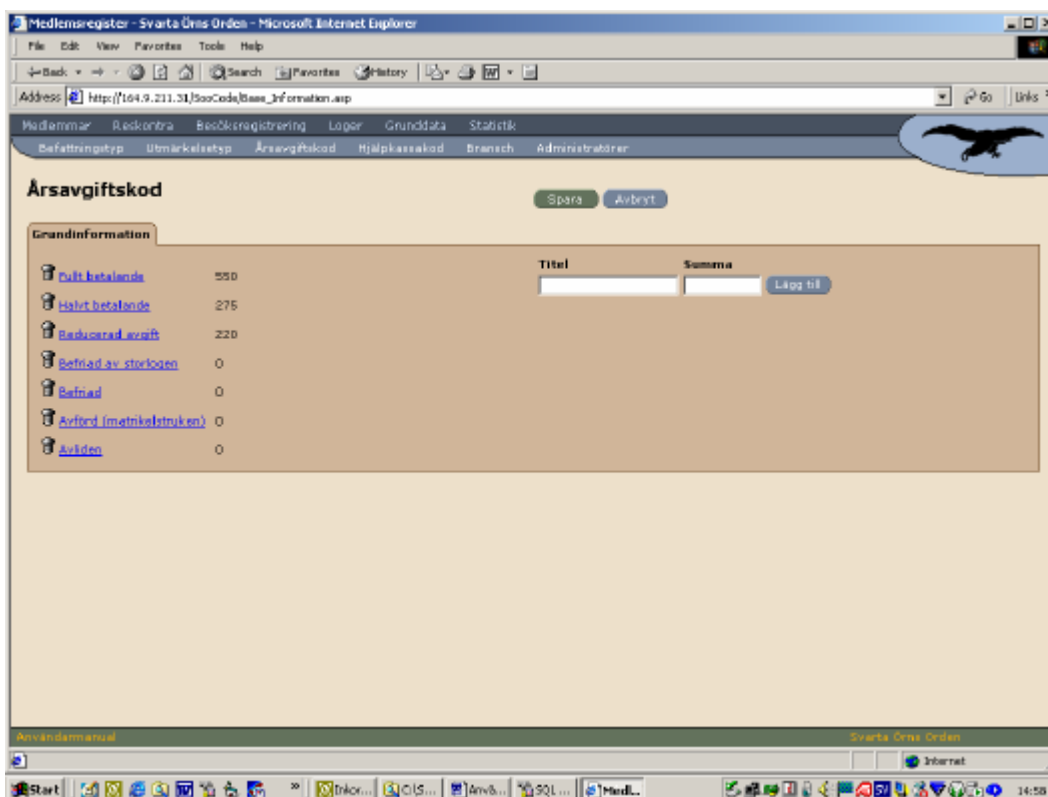 Medlemsregister - Svarta Örns Orden - Microsoft Internet Explorer
File Edit View Favorites Tools Help
Back Search Favorites History
Address http://164.9.211.31/SooCode/Base_Information.asp Go Links
Medlemmar Reskontra Besöksregistrering Loger Grunddata Statistik
Befattningstyp Utmärkelsetyp Årsavgiftskod Hjälpkassakod Bransch Administratörer
Årsavgiftskod
Spara Avbryt
Grundinformation
Titel Summa
Fullt betalande 550
Lägg till
Halvt betalande 275
Reducerad avgift 220
Befriad av storlogen 0
Befriad 0
Avförd (matrikelstruken) 0
Avliden 0
Användarmanual Svarta Örns Orden
Internet
Start Inkor... C:\S... Anvä... SQL ... Medl... 14:58